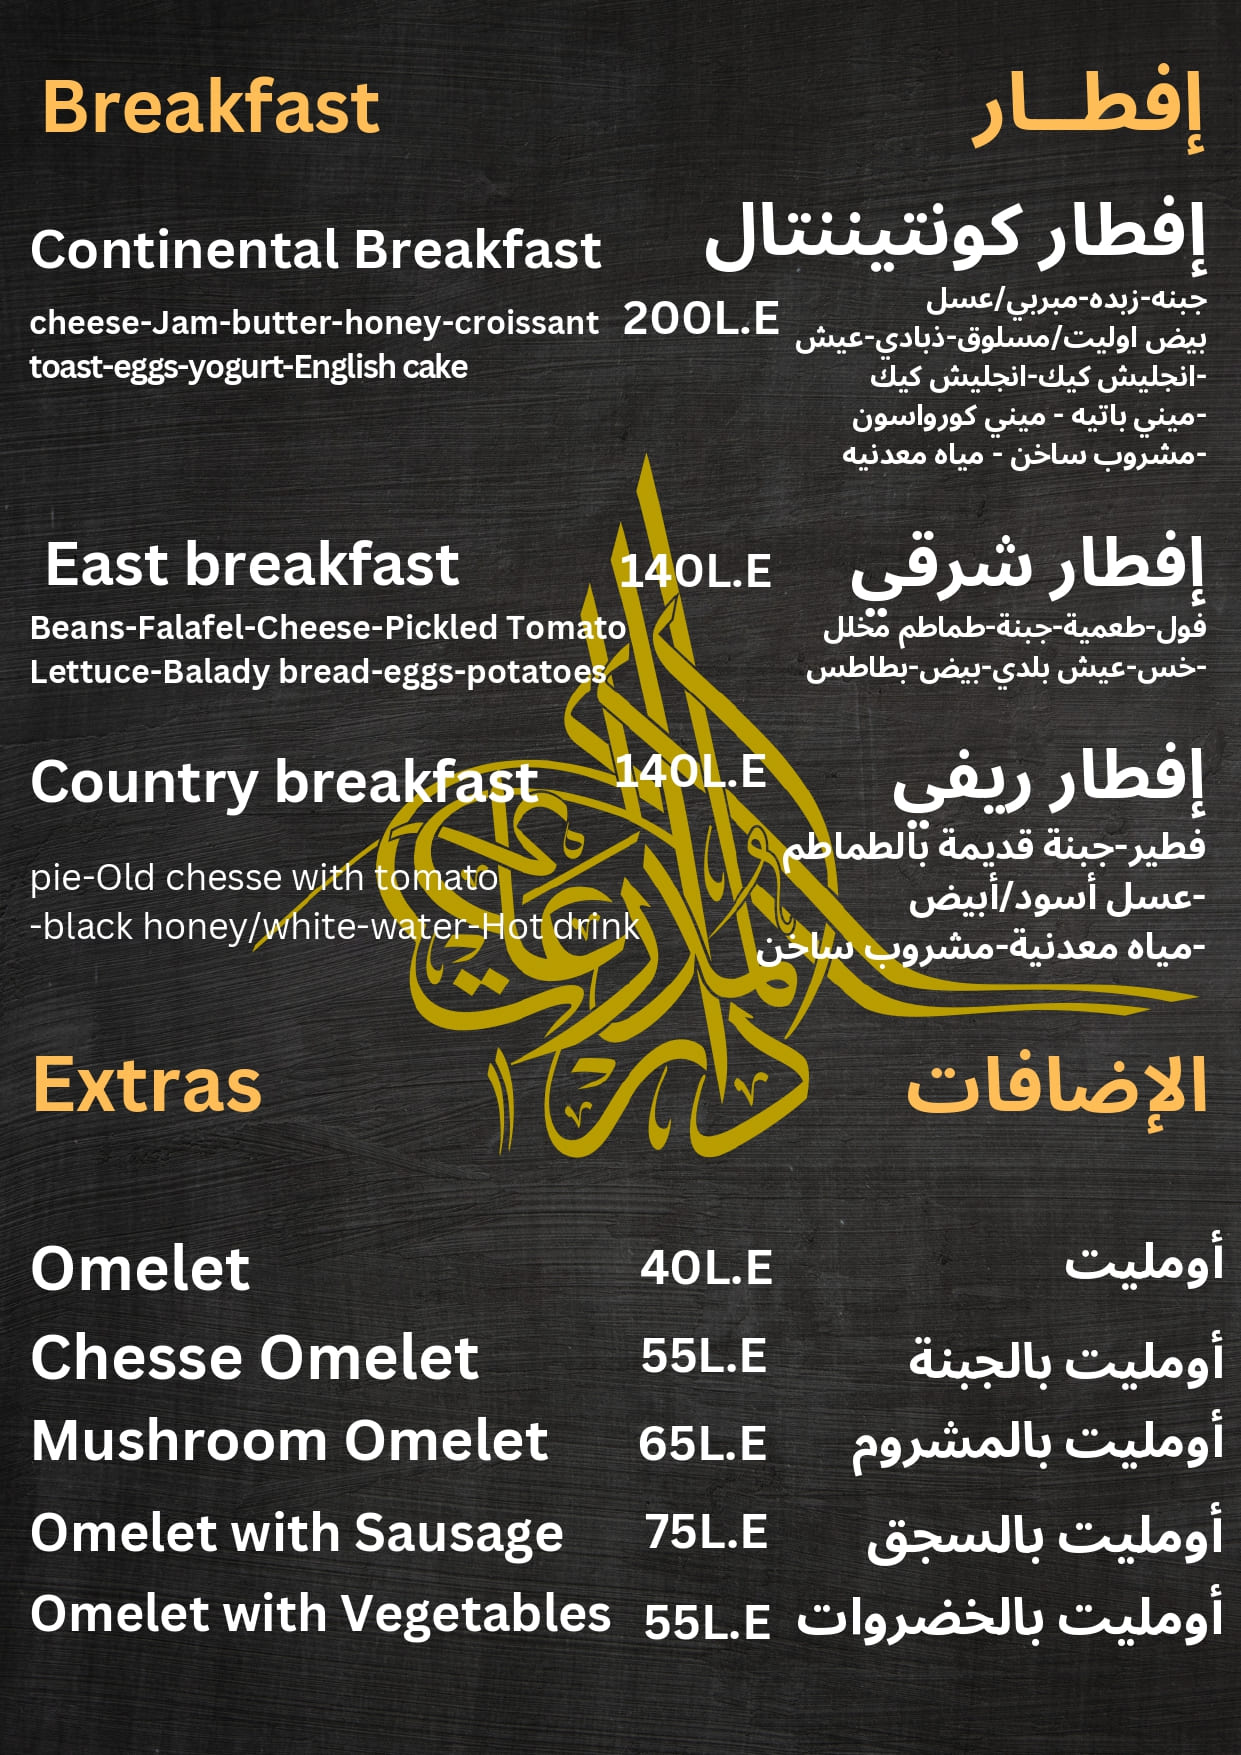 Breakfast
إفطــار
Continental Breakfast
إفطار كونتيننتال
cheese-Jam-butter-honey-croissant
toast-eggs-yogurt-English cake
200L.E
جبنه-زبده-مبربي/عسل
بيض اوليت/مسلوق-ذبادي-عيش
-انجليش كيك-انجليش كيك
-ميني باتيه - ميني كورواسون
-مشروب ساخن - مياه معدنيه
East breakfast
140L.E
إفطار شرقي
Beans-Falafel-Cheese-Pickled Tomato
Lettuce-Balady bread-eggs-potatoes
فول-طعمية-جبنة-طماطم مخلل
-خس-عيش بلدي-بيض-بطاطس
Country breakfast
140L.E
إفطار ريفي
pie-Old chesse with tomato
-black honey/white-water-Hot drink
فطير-جبنة قديمة بالطماطم
-عسل أسود/أبيض
-مياه معدنية-مشروب ساخن
Extras
الإضافات
Omelet
40L.E
أومليت
Chesse Omelet
55L.E
أومليت بالجبنة
Mushroom Omelet
65L.E
أومليت بالمشروم
Omelet with Sausage
75L.E
أومليت بالسجق
Omelet with Vegetables
55L.E
أومليت بالخضروات